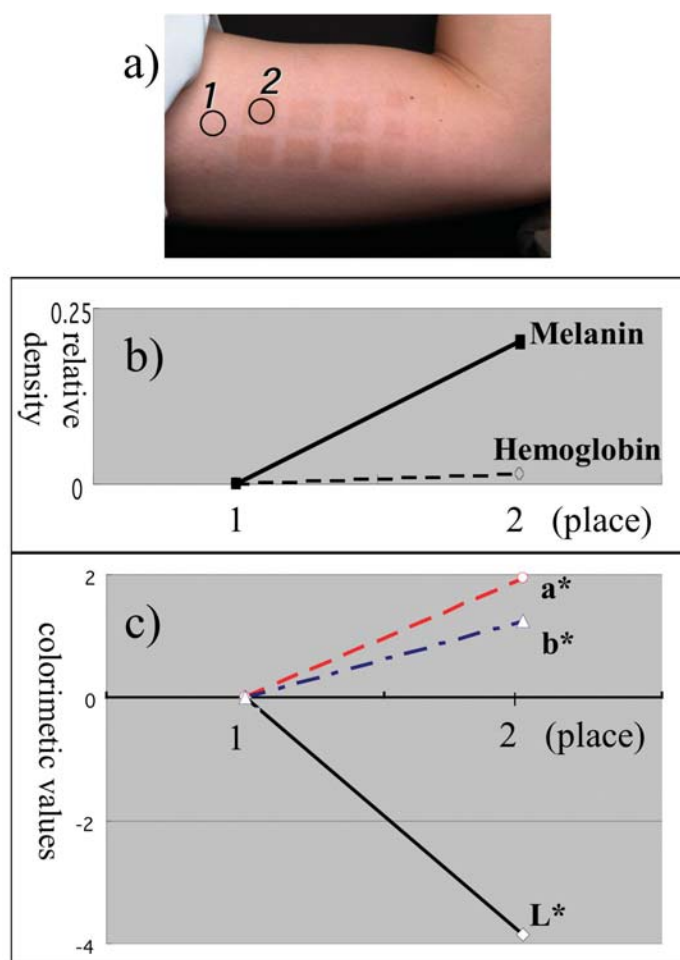 a)
1
2
b)
0.25
relative
density
0
Melanin
Hemoglobin
1 2 (place)
c)
colorimetic values
2
0
-2
-4
a*
b*
1 2 (place)
L*